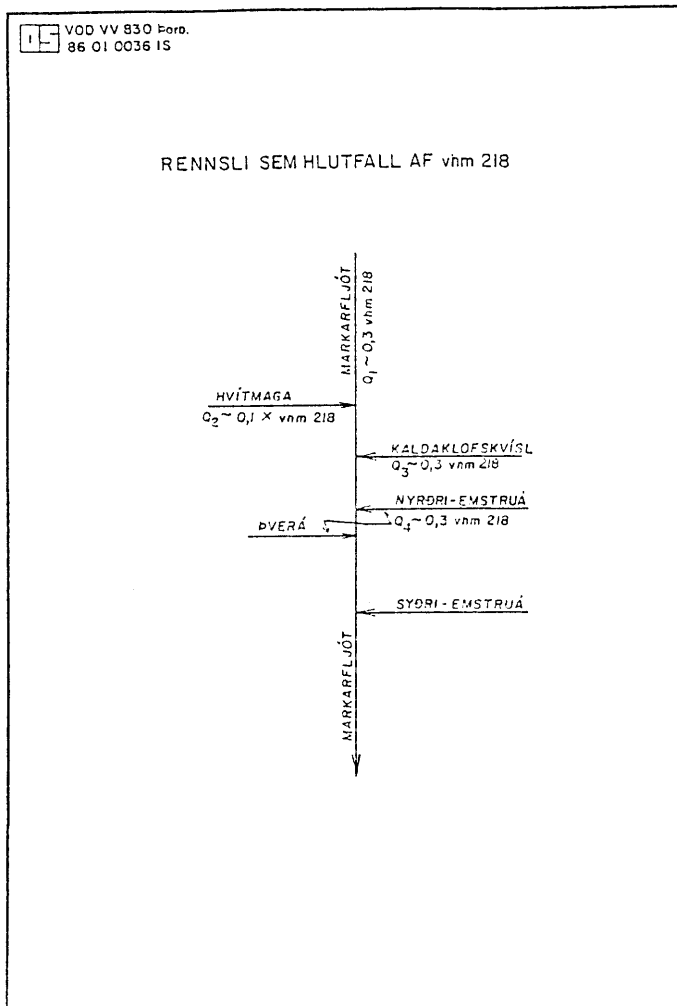 VOD VV 830 Þorb.
86 01 0036 IS
RENNSLI SEM HLUTFALL AF vhm 218
MARKARFLJÓT
Q1 ~ 0,3 vhm 218
HVÍTMAGA
Q2 ~ 0,1 × vhm 218
KALDAKLOFSKVÍSL
Q3 ~ 0,3 vhm 218
NYRÐRI-EMSTRUÁ
Q4 ~ 0,3 vhm 218
ÞVERÁ
SYÐRI-EMSTRUÁ
MARKARFLJÓT